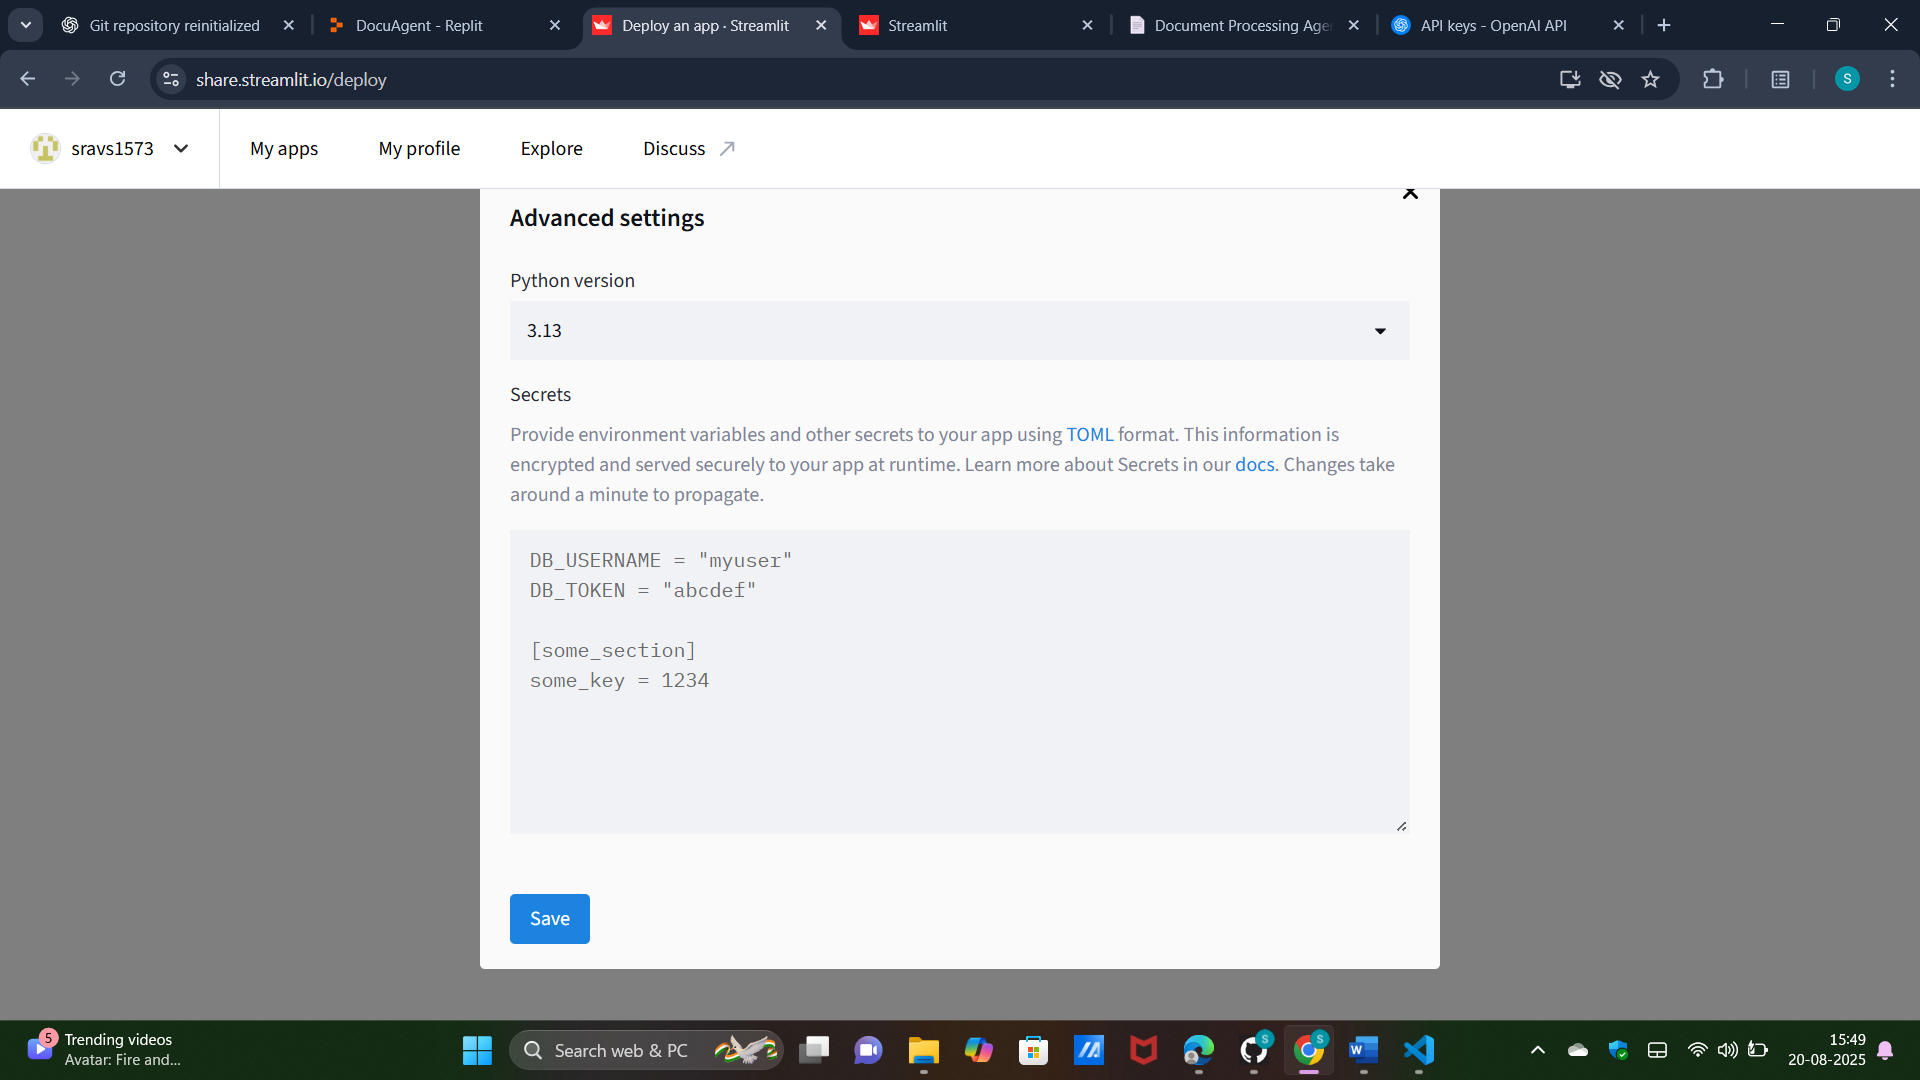 Git repository reinitialized
DocuAgent - Replit
Deploy an app · Streamlit
Streamlit
Document Processing Age
API keys - OpenAI API
share.streamlit.io/deploy
S
sravs1573
My apps
My profile
Explore
Discuss
Advanced settings
Python version
3.13
Secrets
Provide environment variables and other secrets to your app using TOML format. This information is
encrypted and served securely to your app at runtime. Learn more about Secrets in our docs. Changes take
around a minute to propagate.
DB_USERNAME = "myuser"
DB_TOKEN = "abcdef"
[some_section]
some_key = 1234
Save
5
Trending videos
Avatar: Fire and...
Search web & PC
S
S
W
15:49
20-08-2025